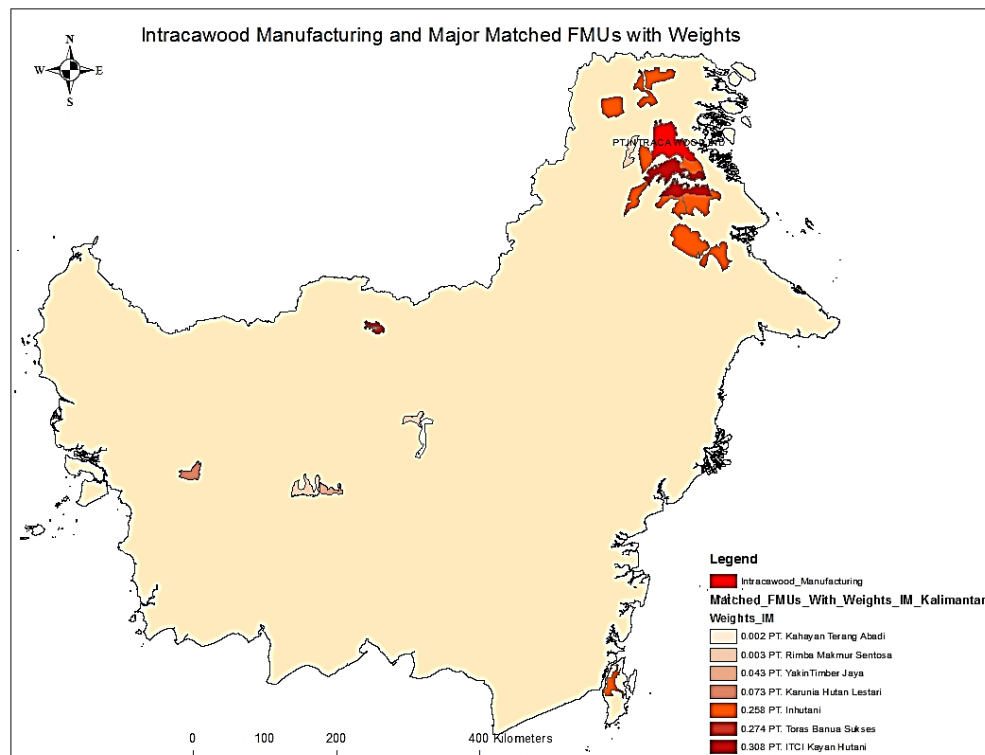 Intracawood Manufacturing and Major Matched FMUs with Weights
N
W E
S
PT.INTRACAWOOD
Legend
Intracawood_Manufacturing
Matched_FMUs_With_Weights_IM_Kalimantan
Weights_IM
0.002 PT. Kahayan Terang Abadi
0.003 PT. Rimba Makmur Sentosa
0.043 PT. YakinTimber Jaya
0.073 PT. Karunia Hutan Lestari
0.258 PT. Inhutani
0.274 PT. Toras Banua Sukses
0.308 PT. ITCI Kayan Hutani
0 100 200 400 Kilometers